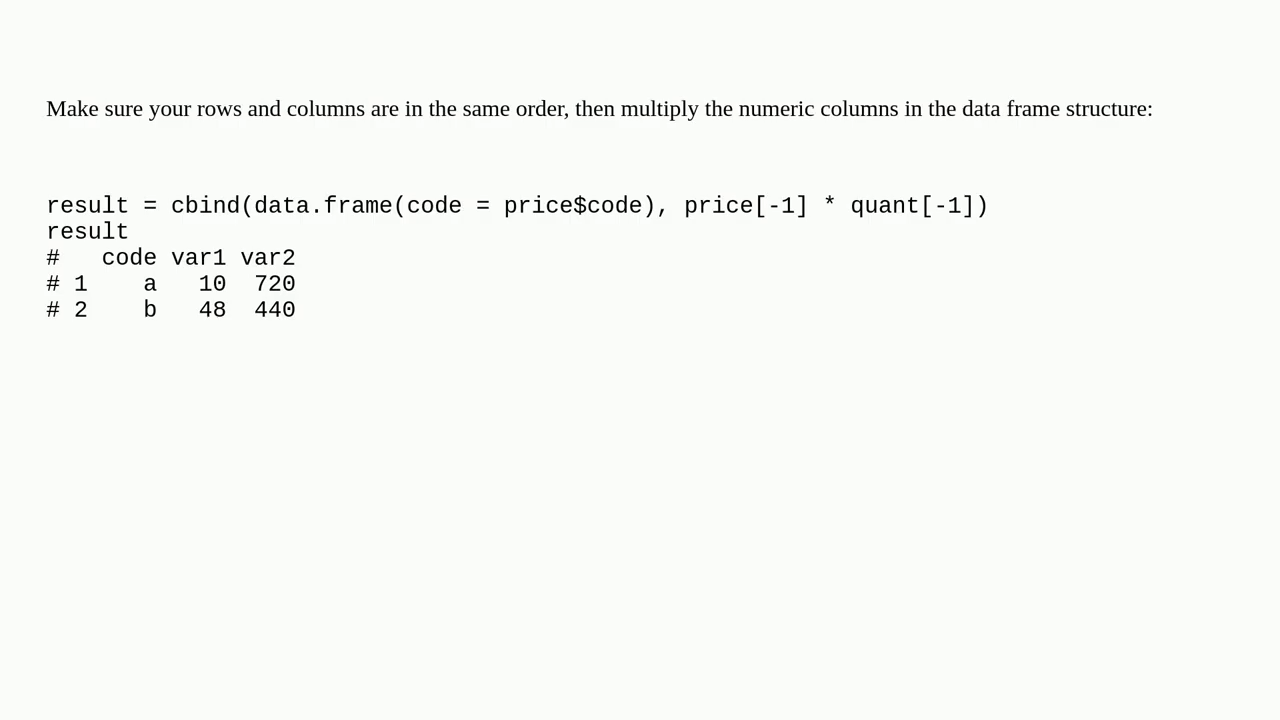 Make sure your rows and columns are in the same order, then multiply the numeric columns in the data frame structure:
result = cbind(data.frame(code = price$code), price[-1] * quant[-1])
result
#   code var1 var2
# 1    a   10  720
# 2    b   48  440